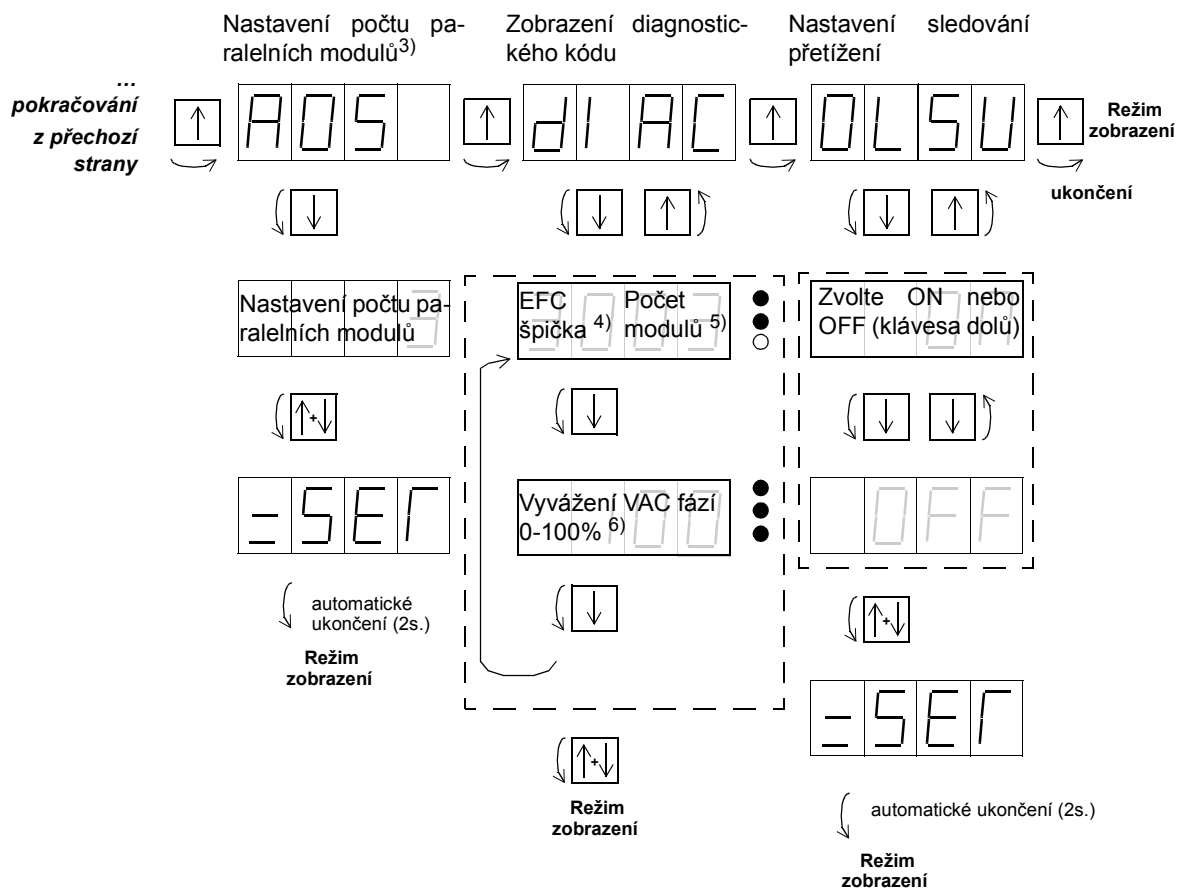 Nastavení počtu pa-
ralelních modulů3)
Zobrazení diagnostic-
kého kódu
Nastavení sledování
přetížení
...
pokračování
z přechozí
strany
↑
AOS
↑
dIAC
↑
OLSU
↑
Režim
zobrazení
ukončení
↓
↓ ↑
↓ ↑
Nastavení počtu pa-
ralelních modulů
3
EFC Počet
špička 4) modulů 5)
3003
Zvolte ON nebo
OFF (klávesa dolů)
ON
↑+↓
↓
↓ ↓
=SET
Vyvážení VAC fází
0-100% 6)
100
OFF
automatické
ukončení (2s.)
Režim
zobrazení
↓
↑+↓
=SET
↑+↓
Režim
zobrazení
automatické ukončení (2s.)
Režim
zobrazení